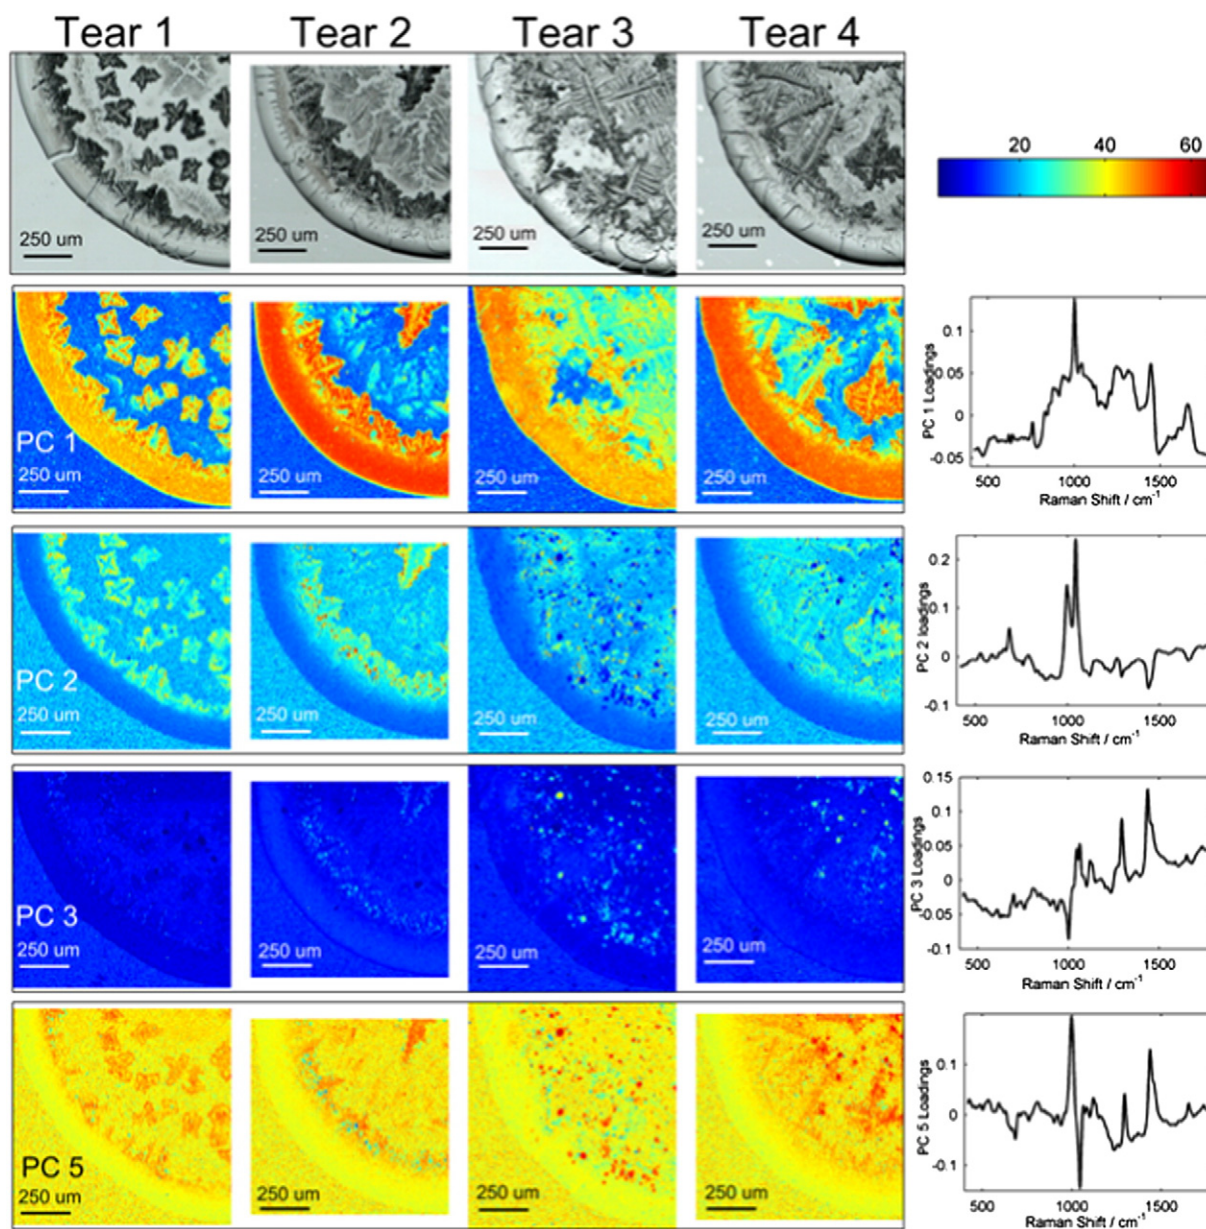 Tear 1 Tear 2 Tear 3 Tear 4
250 um 250 um 250 um 250 um
20 40 60
PC 1
250 um 250 um 250 um 250 um
PC 1 Loadings
0.1
0.05
0
-0.05
500 1000 1500
Raman Shift / cm-1
PC 2
250 um 250 um 250 um 250 um
PC 2 loadings
0.2
0.1
0
-0.1
500 1000 1500
Raman Shift / cm-1
PC 3
250 um 250 um 250 um 250 um
PC 3 Loadings
0.15
0.1
0.05
0
-0.05
-0.1
500 1000 1500
Raman Shift / cm-1
PC 5
250 um 250 um 250 um 250 um
PC 5 Loadings
0.1
0
-0.1
500 1000 1500
Raman Shift / cm-1